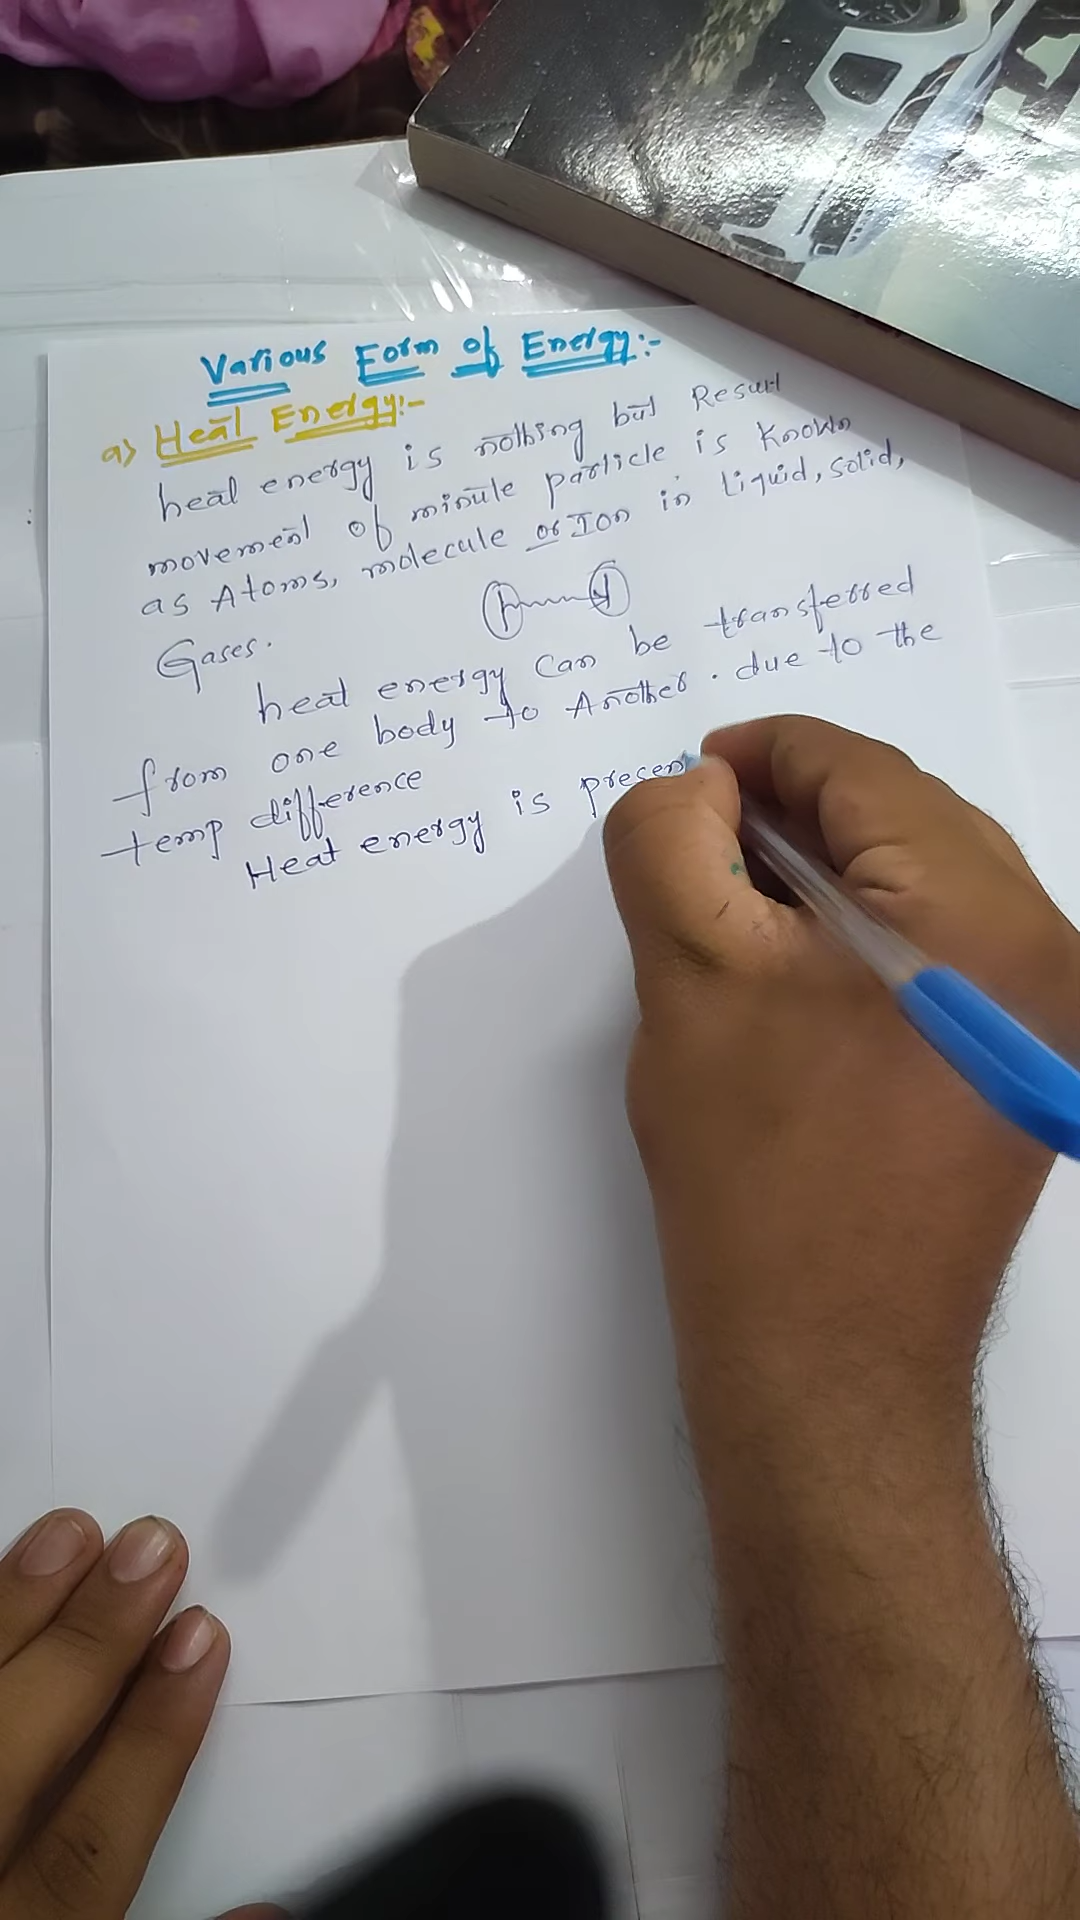 Various Form of Energy:-
a) Heat Energy:-
heat energy is nothing but Result
movement of minute particle is known
as Atoms, molecule or Ion in Liquid, Solid,
Gases.
heat energy can be transferred
from one body to Another. due to the
temp difference
Heat energy is present